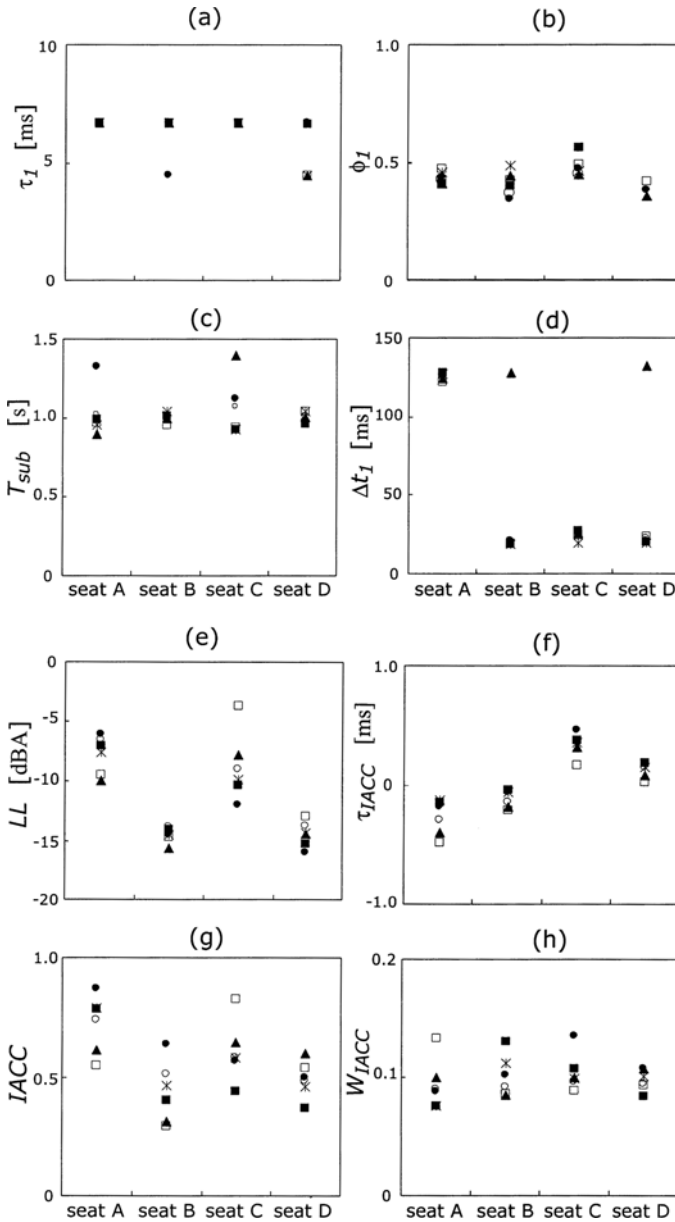 (a)
10
5
0
τ1 [ms]
(b)
1.0
0.5
0
ϕ1
(c)
1.5
1.0
0.5
0
Tsub [s]
seat A seat B seat C seat D
(d)
150
100
50
0
Δt1 [ms]
seat A seat B seat C seat D
(e)
0
-5
-10
-15
-20
LL [dBA]
(f)
1.0
0
-1.0
τIACC [ms]
(g)
1.0
0.5
0
IACC
seat A seat B seat C seat D
(h)
0.2
0.1
0
WIACC
seat A seat B seat C seat D